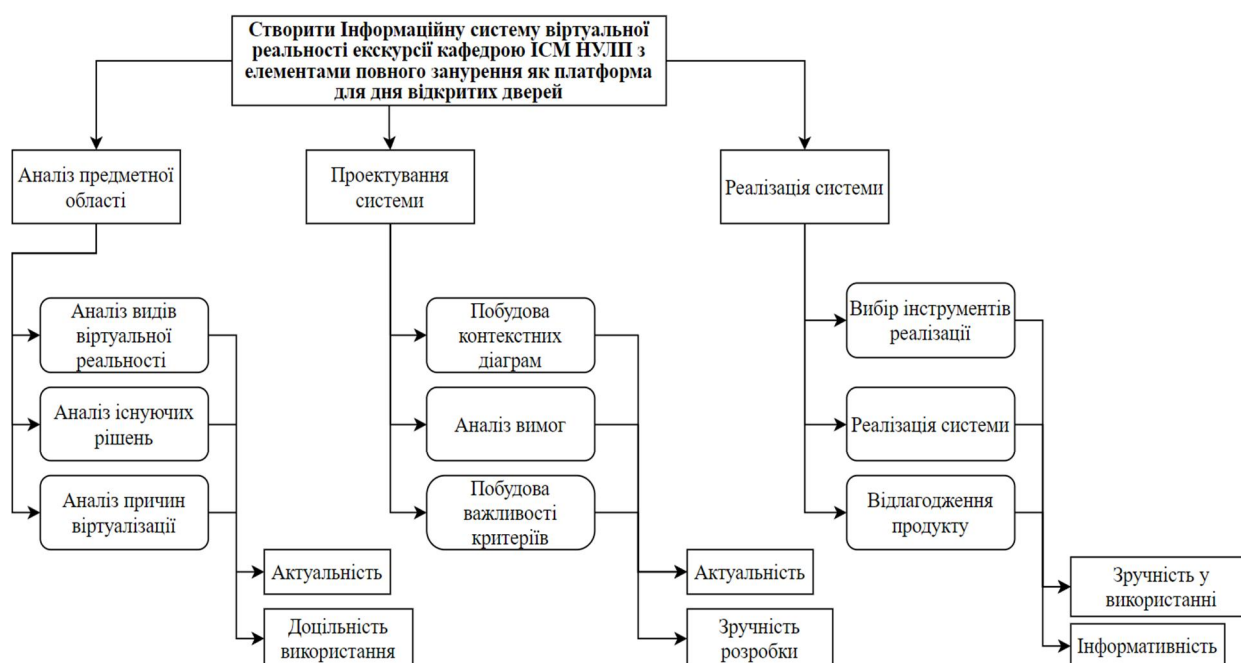 Створити Інформаційну систему віртуальної
реальності екскурсії кафедрою ІСМ НУЛП з
елементами повного занурення як платформа
для дня відкритих дверей
Аналіз предметної
області
Проектування
системи
Реалізація системи
Аналіз видів
віртуальної
реальності
Аналіз існуючих
рішень
Аналіз причин
віртуалізації
Актуальність
Доцільність
використання
Побудова
контекстних
діаграм
Аналіз вимог
Побудова
важливості
критеріїв
Актуальність
Зручність
розробки
Вибір інструментів
реалізації
Реалізація системи
Відлагодження
продукту
Зручність у
використанні
Інформативність